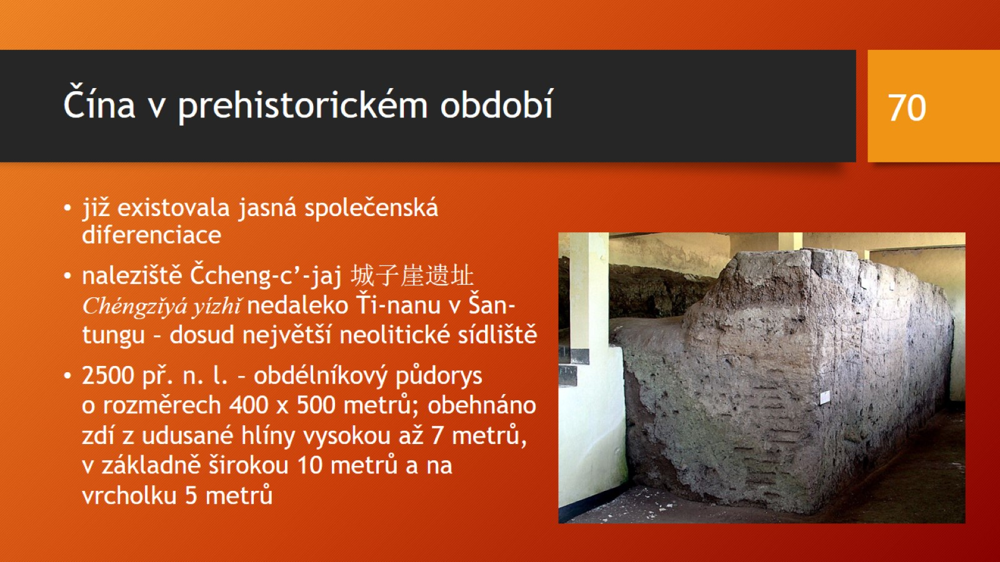 Čína v prehistorickém období
70
• již existovala jasná společenská
diferenciace
• naleziště Čcheng-c’-jaj 城子崖遗址
Chéngzǐyá yízhǐ nedaleko Ťi-nanu v Šan-
tungu – dosud největší neolitické sídliště
• 2500 př. n. l. – obdélníkový půdorys
o rozměrech 400 x 500 metrů; obehnáno
zdí z udusané hlíny vysokou až 7 metrů,
v základně širokou 10 metrů a na
vrcholku 5 metrů